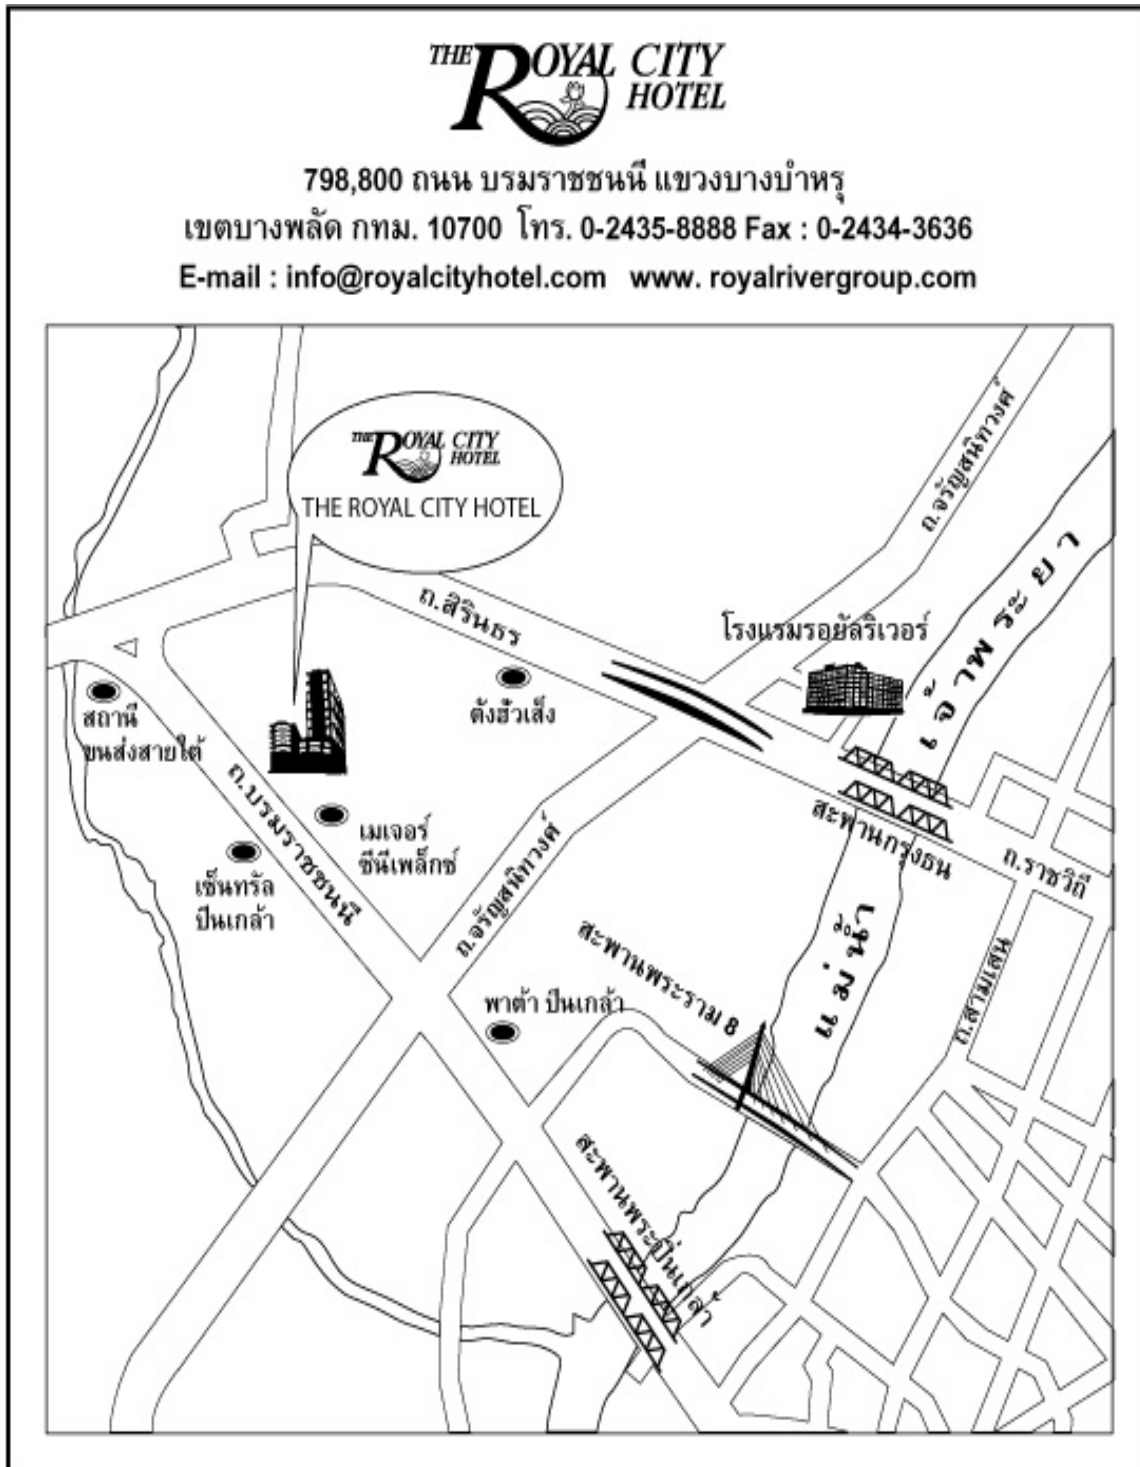 THE ROYAL CITY HOTEL
798,800 ถนน บรมราชชนนี แขวงบางบำหรุ
เขตบางพลัด กทม. 10700 โทร. 0-2435-8888 Fax : 0-2434-3636
E-mail : info@royalcityhotel.com www. royalrivergroup.com
THE ROYAL CITY HOTEL
THE ROYAL CITY HOTEL
ถ.จรัญสนิทวงศ์
ถ.สิรินธร
โรงแรมรอยัลริเวอร์
เจ้าพระยา
สถานี
ขนส่งสายใต้
ตั้งฮั่วเส็ง
ถ.บรมราชชนนี
เมเจอร์
ซีนีเพล็กซ์
สะพานกรุงธน
ถ.ราชวิถี
เซ็นทรัล
ปิ่นเกล้า
ถ.จรัญสนิทวงศ์
แม่น้ำ
สะพานพระราม 8
ถ.สามเสน
พาต้า ปิ่นเกล้า
สะพานพระปิ่นเกล้า